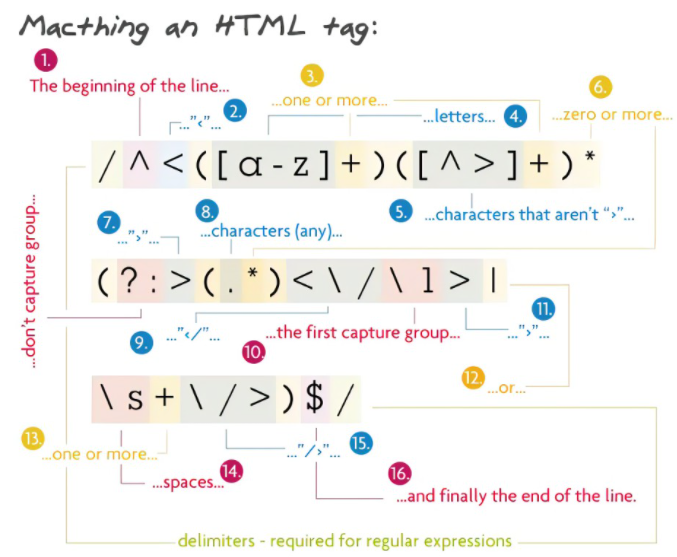 Macthing an HTML tag:
1.
The beginning of the line...
3.
...one or more...
6.
...zero or more...
..."<"... 2.
...letters... 4.
/^<([a-z]+)([^>]+)*
...don't capture group...
7.
...">"...
8.
...characters (any)...
5. ...characters that aren't ">"...
(?:>(.*)<\/\1>|
9. ..."</"...
10.
...the first capture group...
11.
...">"...
12. ...or...
\s+\/>)$/
13.
...one or more...
14.
...spaces...
..."/>"... 15.
16.
...and finally the end of the line.
delimiters - required for regular expressions